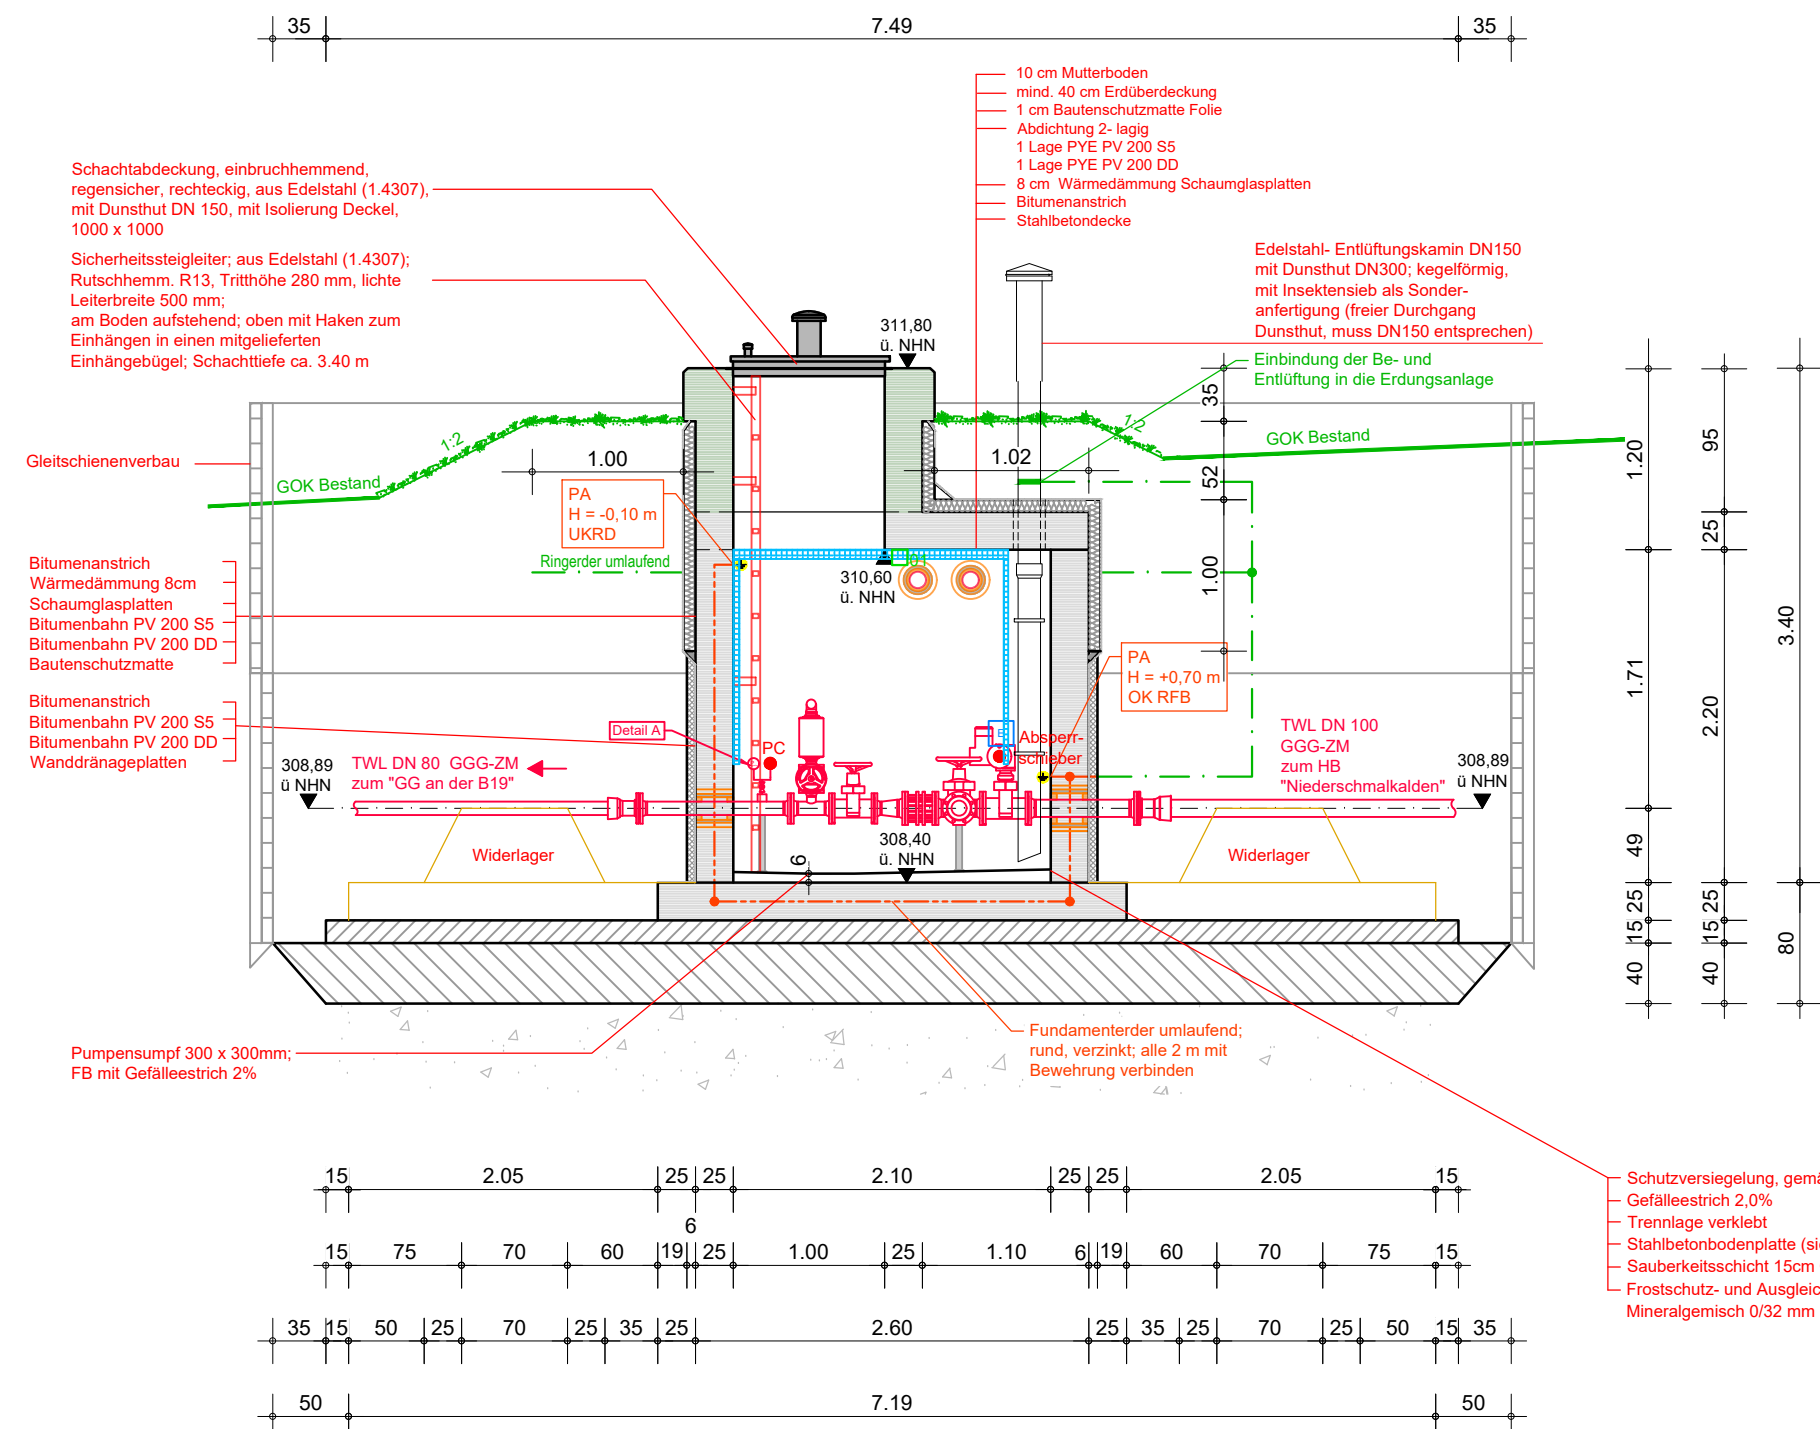 35
7.49
35
10 cm Mutterboden
mind. 40 cm Erdüberdeckung
1 cm Bautenschutzmatte Folie
Abdichtung 2- lagig
1 Lage PYE PV 200 S5
1 Lage PYE PV 200 DD
8 cm Wärmedämmung Schaumglasplatten
Bitumenanstrich
Stahlbetondecke
Schachtabdeckung, einbruchhemmend,
regensicher, rechteckig, aus Edelstahl (1.4307),
mit Dunsthut DN 150, mit Isolierung Deckel,
1000 x 1000
Sicherheitssteigleiter; aus Edelstahl (1.4307);
Rutschhemm. R13, Tritthöhe 280 mm, lichte
Leiterbreite 500 mm;
am Boden aufstehend; oben mit Haken zum
Einhängen in einen mitgelieferten
Einhängebügel; Schachttiefe ca. 3.40 m
Edelstahl- Entlüftungskamin DN150
mit Dunsthut DN300; kegelförmig,
mit Insektensieb als Sonder-
anfertigung (freier Durchgang
Dunsthut, muss DN150 entsprechen)
Einbindung der Be- und
Entlüftung in die Erdungsanlage
311,80
ü. NHN
Gleitschienenverbau
1:2
GOK Bestand
1.00
1.02
1:2
GOK Bestand
35
52
1.00
1.20
1.71
49
25
15
40
95
25
2.20
25
15
40
3.40
80
PA
H = -0,10 m
UKRD
Ringerder umlaufend
01
310,60
ü. NHN
Bitumenanstrich
Wärmedämmung 8cm
Schaumglasplatten
Bitumenbahn PV 200 S5
Bitumenbahn PV 200 DD
Bautenschutzmatte
Bitumenanstrich
Bitumenbahn PV 200 S5
Bitumenbahn PV 200 DD
Wanddränageplatten
PA
H = +0,70 m
OK RFB
Detail A
PC
Absperr-
schieber
308,89
ü NHN
TWL DN 80 GGG-ZM
zum "GG an der B19"
TWL DN 100
GGG-ZM
zum HB
"Niederschmalkalden"
308,89
ü NHN
Widerlager
6
308,40
ü. NHN
Widerlager
Pumpensumpf 300 x 300mm;
FB mit Gefälleestrich 2%
Fundamenterder umlaufend;
rund, verzinkt; alle 2 m mit
Bewehrung verbinden
Schutzversiegelung, gemä
Gefälleestrich 2,0%
Trennlage verklebt
Stahlbetonbodenplatte (si
Sauberkeitsschicht 15cm
Frostschutz- und Ausgleic
Mineralgemisch 0/32 mm
15 2.05 25 25 2.10 25 25 2.05 15
6
15 75 70 60 19 25 1.00 25 1.10 6 19 60 70 75 15
35 15 50 25 70 25 35 25 2.60 25 35 25 70 25 50 15 35
50 7.19 50